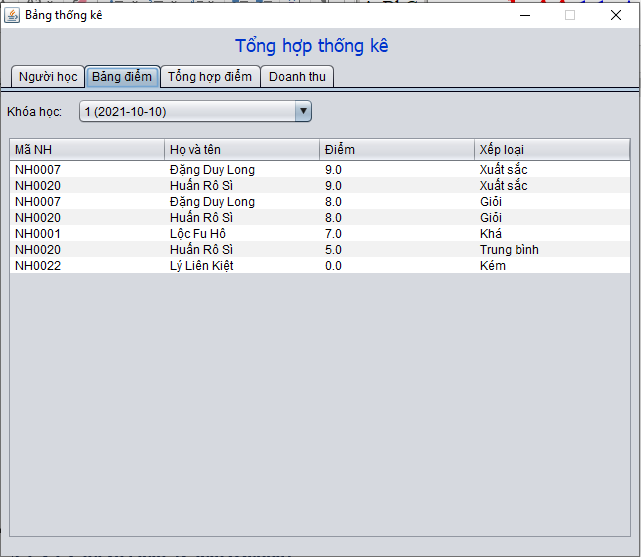 Bảng thống kê
Tổng hợp thống kê
Người học Bảng điểm Tổng hợp điểm Doanh thu
Khóa học: 1 (2021-10-10)
Mã NH Họ và tên Điểm Xếp loại
NH0007 Đặng Duy Long 9.0 Xuất sắc
NH0020 Huấn Rô Sì 9.0 Xuất sắc
NH0007 Đặng Duy Long 8.0 Giỏi
NH0020 Huấn Rô Sì 8.0 Giỏi
NH0001 Lộc Fu Hô 7.0 Khá
NH0020 Huấn Rô Sì 5.0 Trung bình
NH0022 Lý Liên Kiệt 0.0 Kém